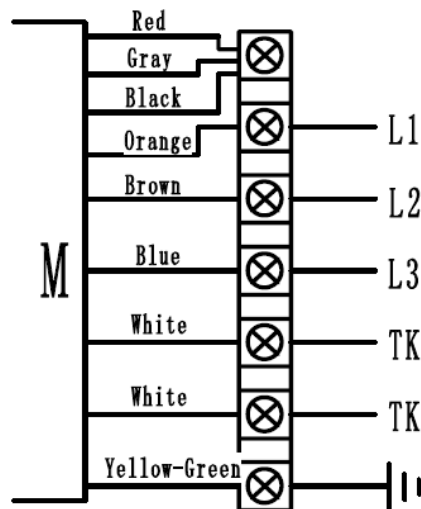 Red
Gray
Black
Orange
L1
Brown
L2
M
Blue
L3
White
TK
White
TK
Yellow-Green